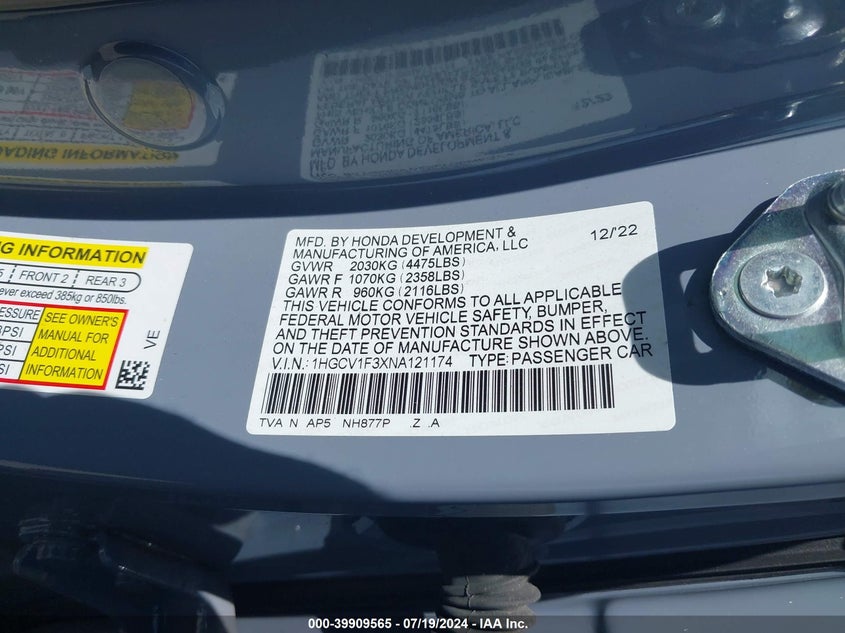 MFD. BY HONDA DEVELOPMENT & MANUFACTURING OF AMERICA, LLC 12/'22
GVWR 2030KG (4475LBS)
GAWR F 1070KG (2358LBS)
GAWR R 960KG (2116LBS)
THIS VEHICLE CONFORMS TO ALL APPLICABLE
FEDERAL MOTOR VEHICLE SAFETY, BUMPER,
AND THEFT PREVENTION STANDARDS IN EFFECT
ON THE DATE OF MANUFACTURE SHOWN ABOVE.
V.I.N.: 1HGCV1F3XNA121174 TYPE:PASSENGER CAR
TVA N AP5 NH877P .Z .A
INFORMATION
5 FRONT 2 REAR 3
exceed 385kg or 850lbs.
SEE OWNER'S
MANUAL FOR
PSI ADDITIONAL
INFORMATION
VE
000-39909565 - 07/19/2024 - IAA Inc.